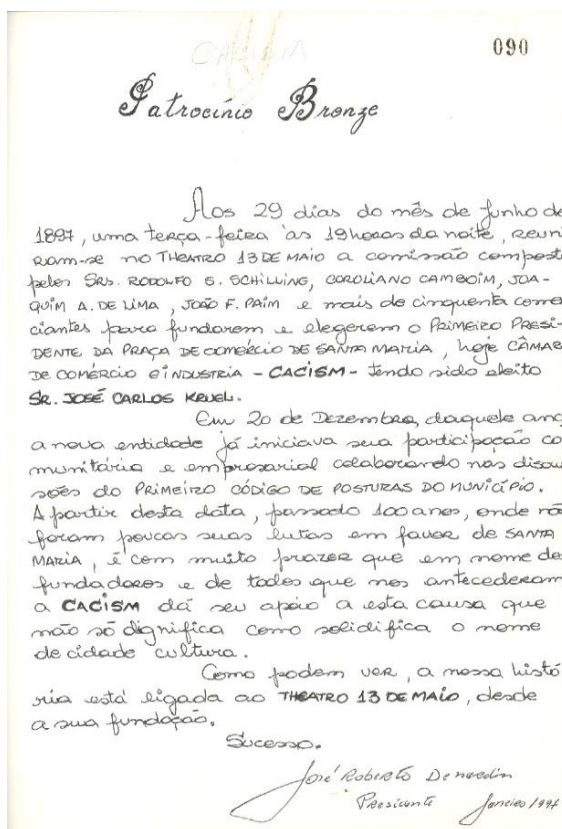 CACISM
090
Patrocínio Bronze
Aos 29 dias do mês de Junho de
1897, uma terça-feira às 19 horas da noite, reuni
ram-se no THEATRO 13 DE MAIO a comissão compost
pelos SRS. RODOLFO G. SCHILLING, COROLIANO CAMBOIM, JOA-
QUIM A. DE LIMA, JOÃO F. PAIM e mais de cinquenta comer
ciantes para fundarem e elegerem o PRIMEIRO PRESI-
DENTE DA PRAÇA DE COMÉRCIO DE SANTA MARIA, hoje CÂMAR
DE COMÉRCIO E INDUSTRIA - CACISM - tendo sido eleito
SR. JOSÉ CARLOS KRUEL.
Em 20 de Dezembro, daquele ano
a nova entidade já iniciava sua participação co
munitária e empresarial colaborando nas discu
sões do PRIMEIRO CÓDIGO DE POSTURAS DO MUNICÍPIO.
A partir desta data, passado 100 anos, onde nã
foram poucas suas lutas em favor de SANTA
MARIA, é com muito prazer que em nome de
fundadores e de todos que nos antecederam
a CACISM dá seu apoio a esta causa que
não só dignifica como solidifica o nome
de cidade cultura.
Como podem ver, a nossa histó
ria está ligada ao THEATRO 13 DE MAIO, desde
a sua fundação.
Sucesso.
José Roberto Denardin
Presidente Janeiro/1997